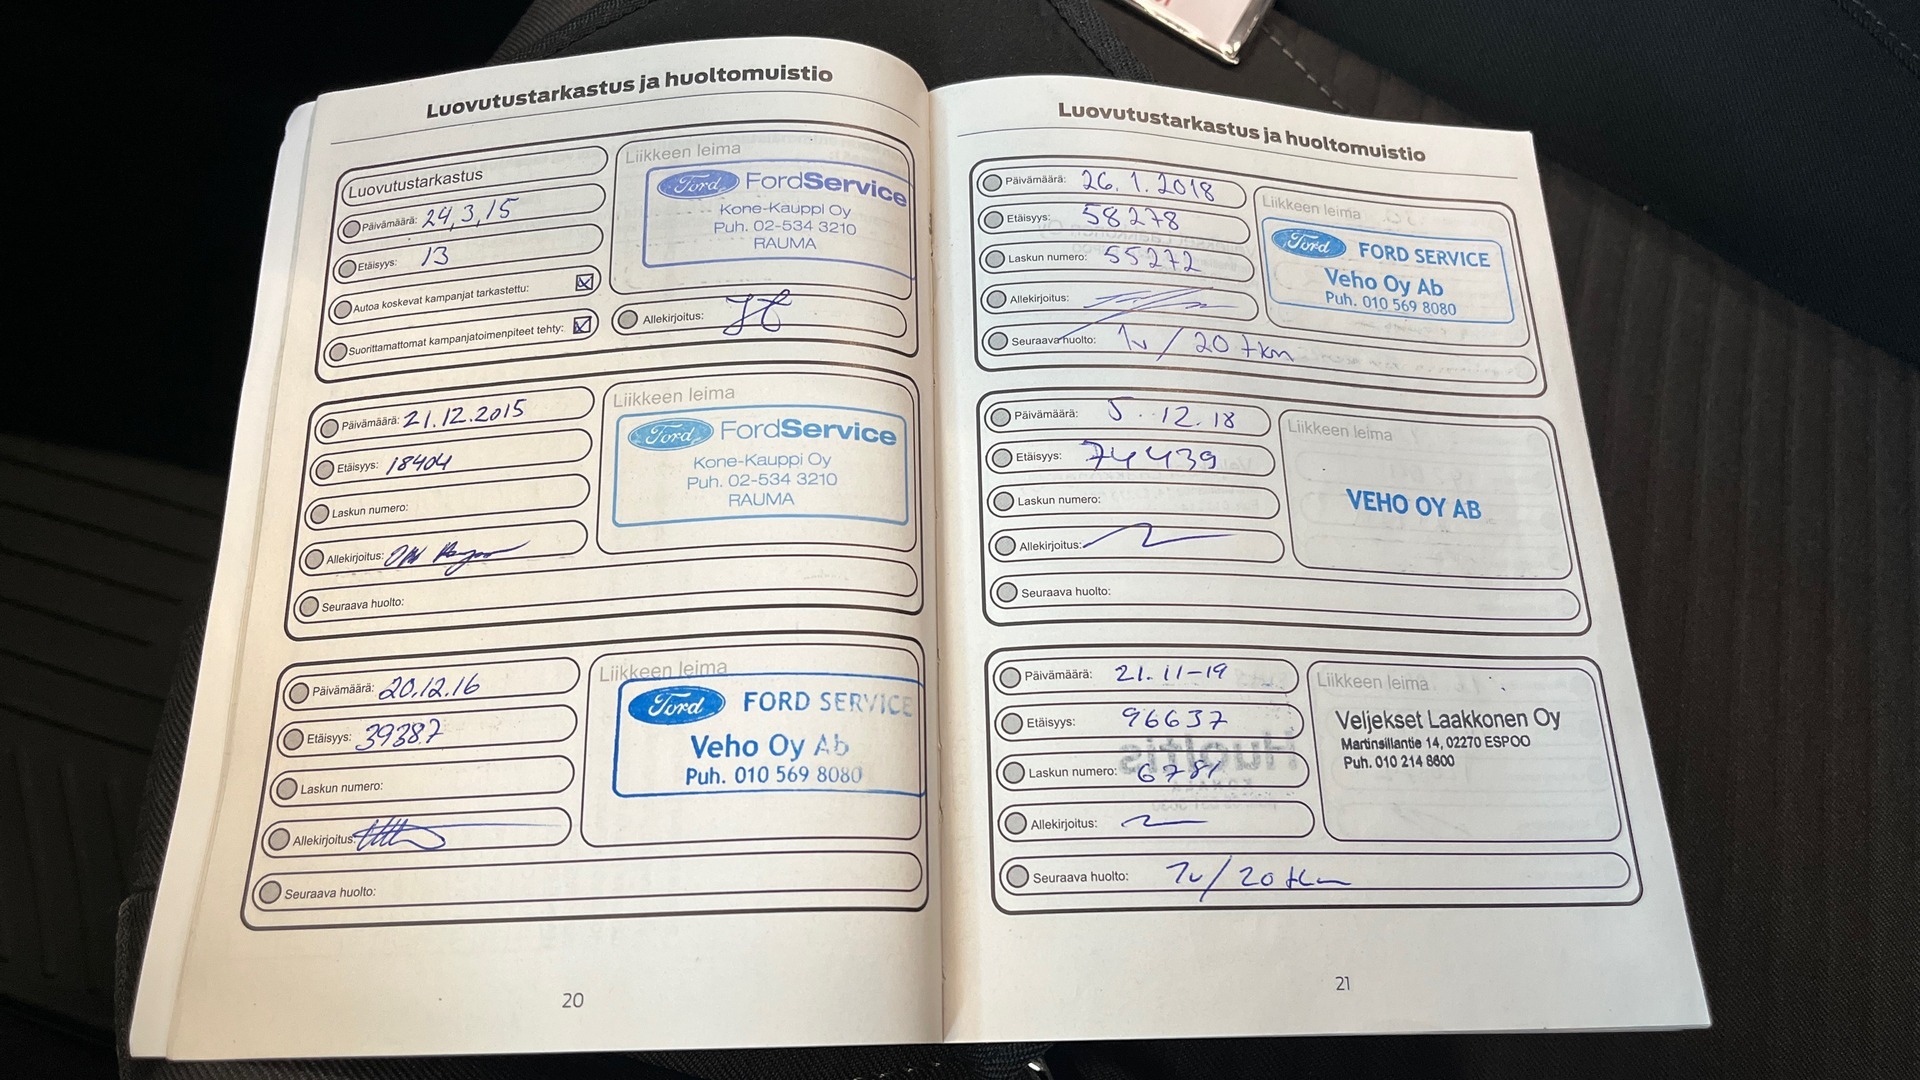 Luovutustarkastus ja huoltomuistio
Luovutustarkastus
Päivämäärä: 24,3,15
Etäisyys: 13
Autoa koskevat kampanjat tarkastettu:
Suorittamattomat kampanjatoimenpiteet tehty:
Liikkeen leima
Ford FordService
Kone-Kauppi Oy
Puh. 02-534 3210
RAUMA
Allekirjoitus:
Päivämäärä: 21.12.2015
Etäisyys: 18404
Laskun numero:
Allekirjoitus:
Seuraava huolto:
Liikkeen leima
Ford FordService
Kone-Kauppi Oy
Puh. 02-534 3210
RAUMA
Päivämäärä: 20.12.16
Etäisyys: 39387
Laskun numero:
Allekirjoitus:
Seuraava huolto:
Liikkeen leima
Ford FORD SERVICE
Veho Oy Ab
Puh. 010 569 8080
20
Luovutustarkastus ja huoltomuistio
Päivämäärä: 26.1.2018
Etäisyys: 58278
Laskun numero: 55272
Allekirjoitus:
Seuraava huolto: 1v / 20 tkm
Liikkeen leima
Ford FORD SERVICE
Veho Oy Ab
Puh. 010 569 8080
Päivämäärä: 5.12.18
Etäisyys: 74439
Laskun numero:
Allekirjoitus:
Seuraava huolto:
Liikkeen leima
VEHO OY AB
Päivämäärä: 21.11-19
Etäisyys: 96637
Laskun numero: 6781
Allekirjoitus:
Seuraava huolto: 1v/20 tkm
Liikkeen leima
Veljekset Laakkonen Oy
Martinsillantie 14, 02270 ESPOO
Puh. 010 214 8600
21